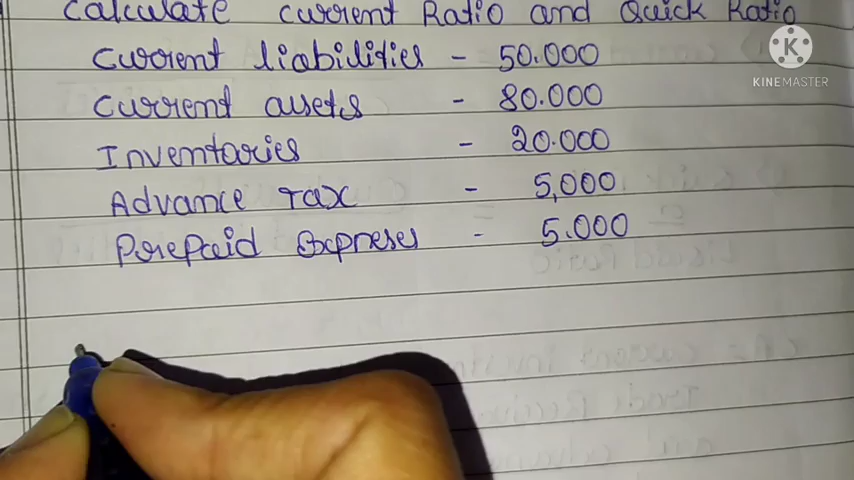 Calculate current Ratio and Quick Ratio
Current liabilities - 50.000
Current assets - 80.000
Inventories - 20.000
Advance Tax - 5,000
Prepaid Expneses - 5.000
KINEMASTER